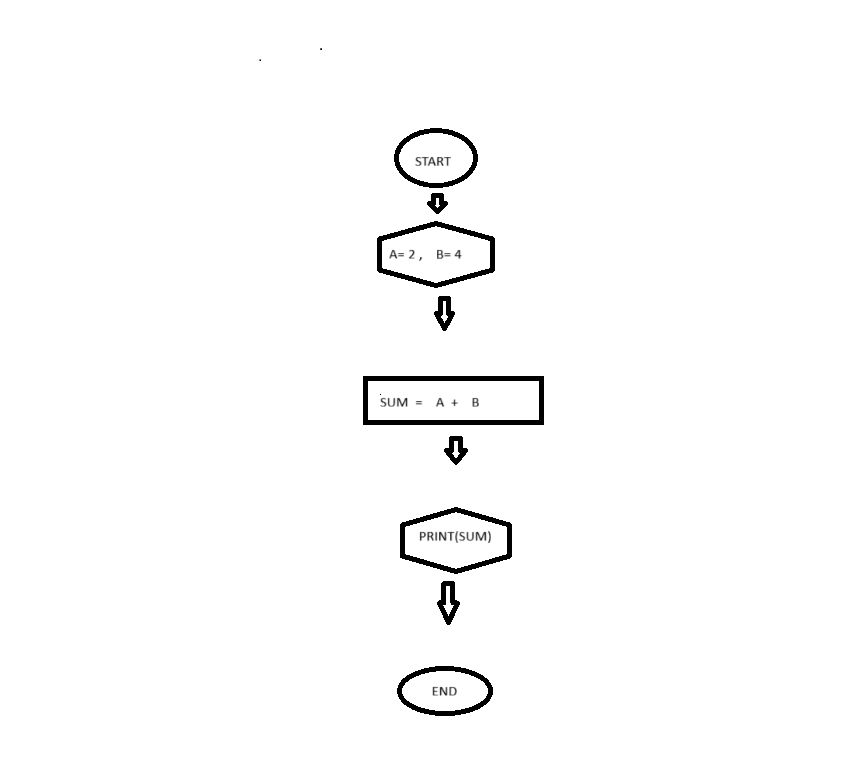 START
A= 2 , B= 4
SUM = A + B
PRINT(SUM)
END